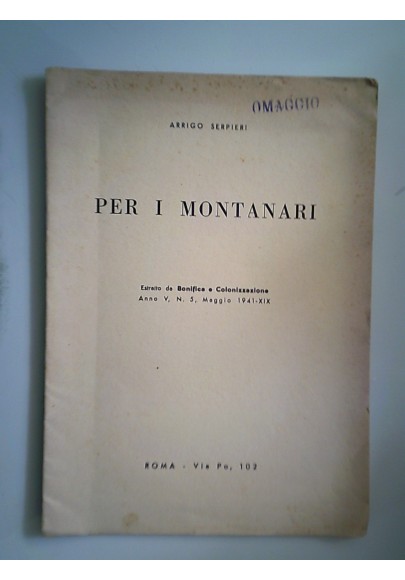 OMAGGIO
ARRIGO SERPIERI
PER I MONTANARI
Estratto da Bonifica e Colonizzazione
Anno V, N. 5, Maggio 1941-XIX
ROMA - Via Po, 102